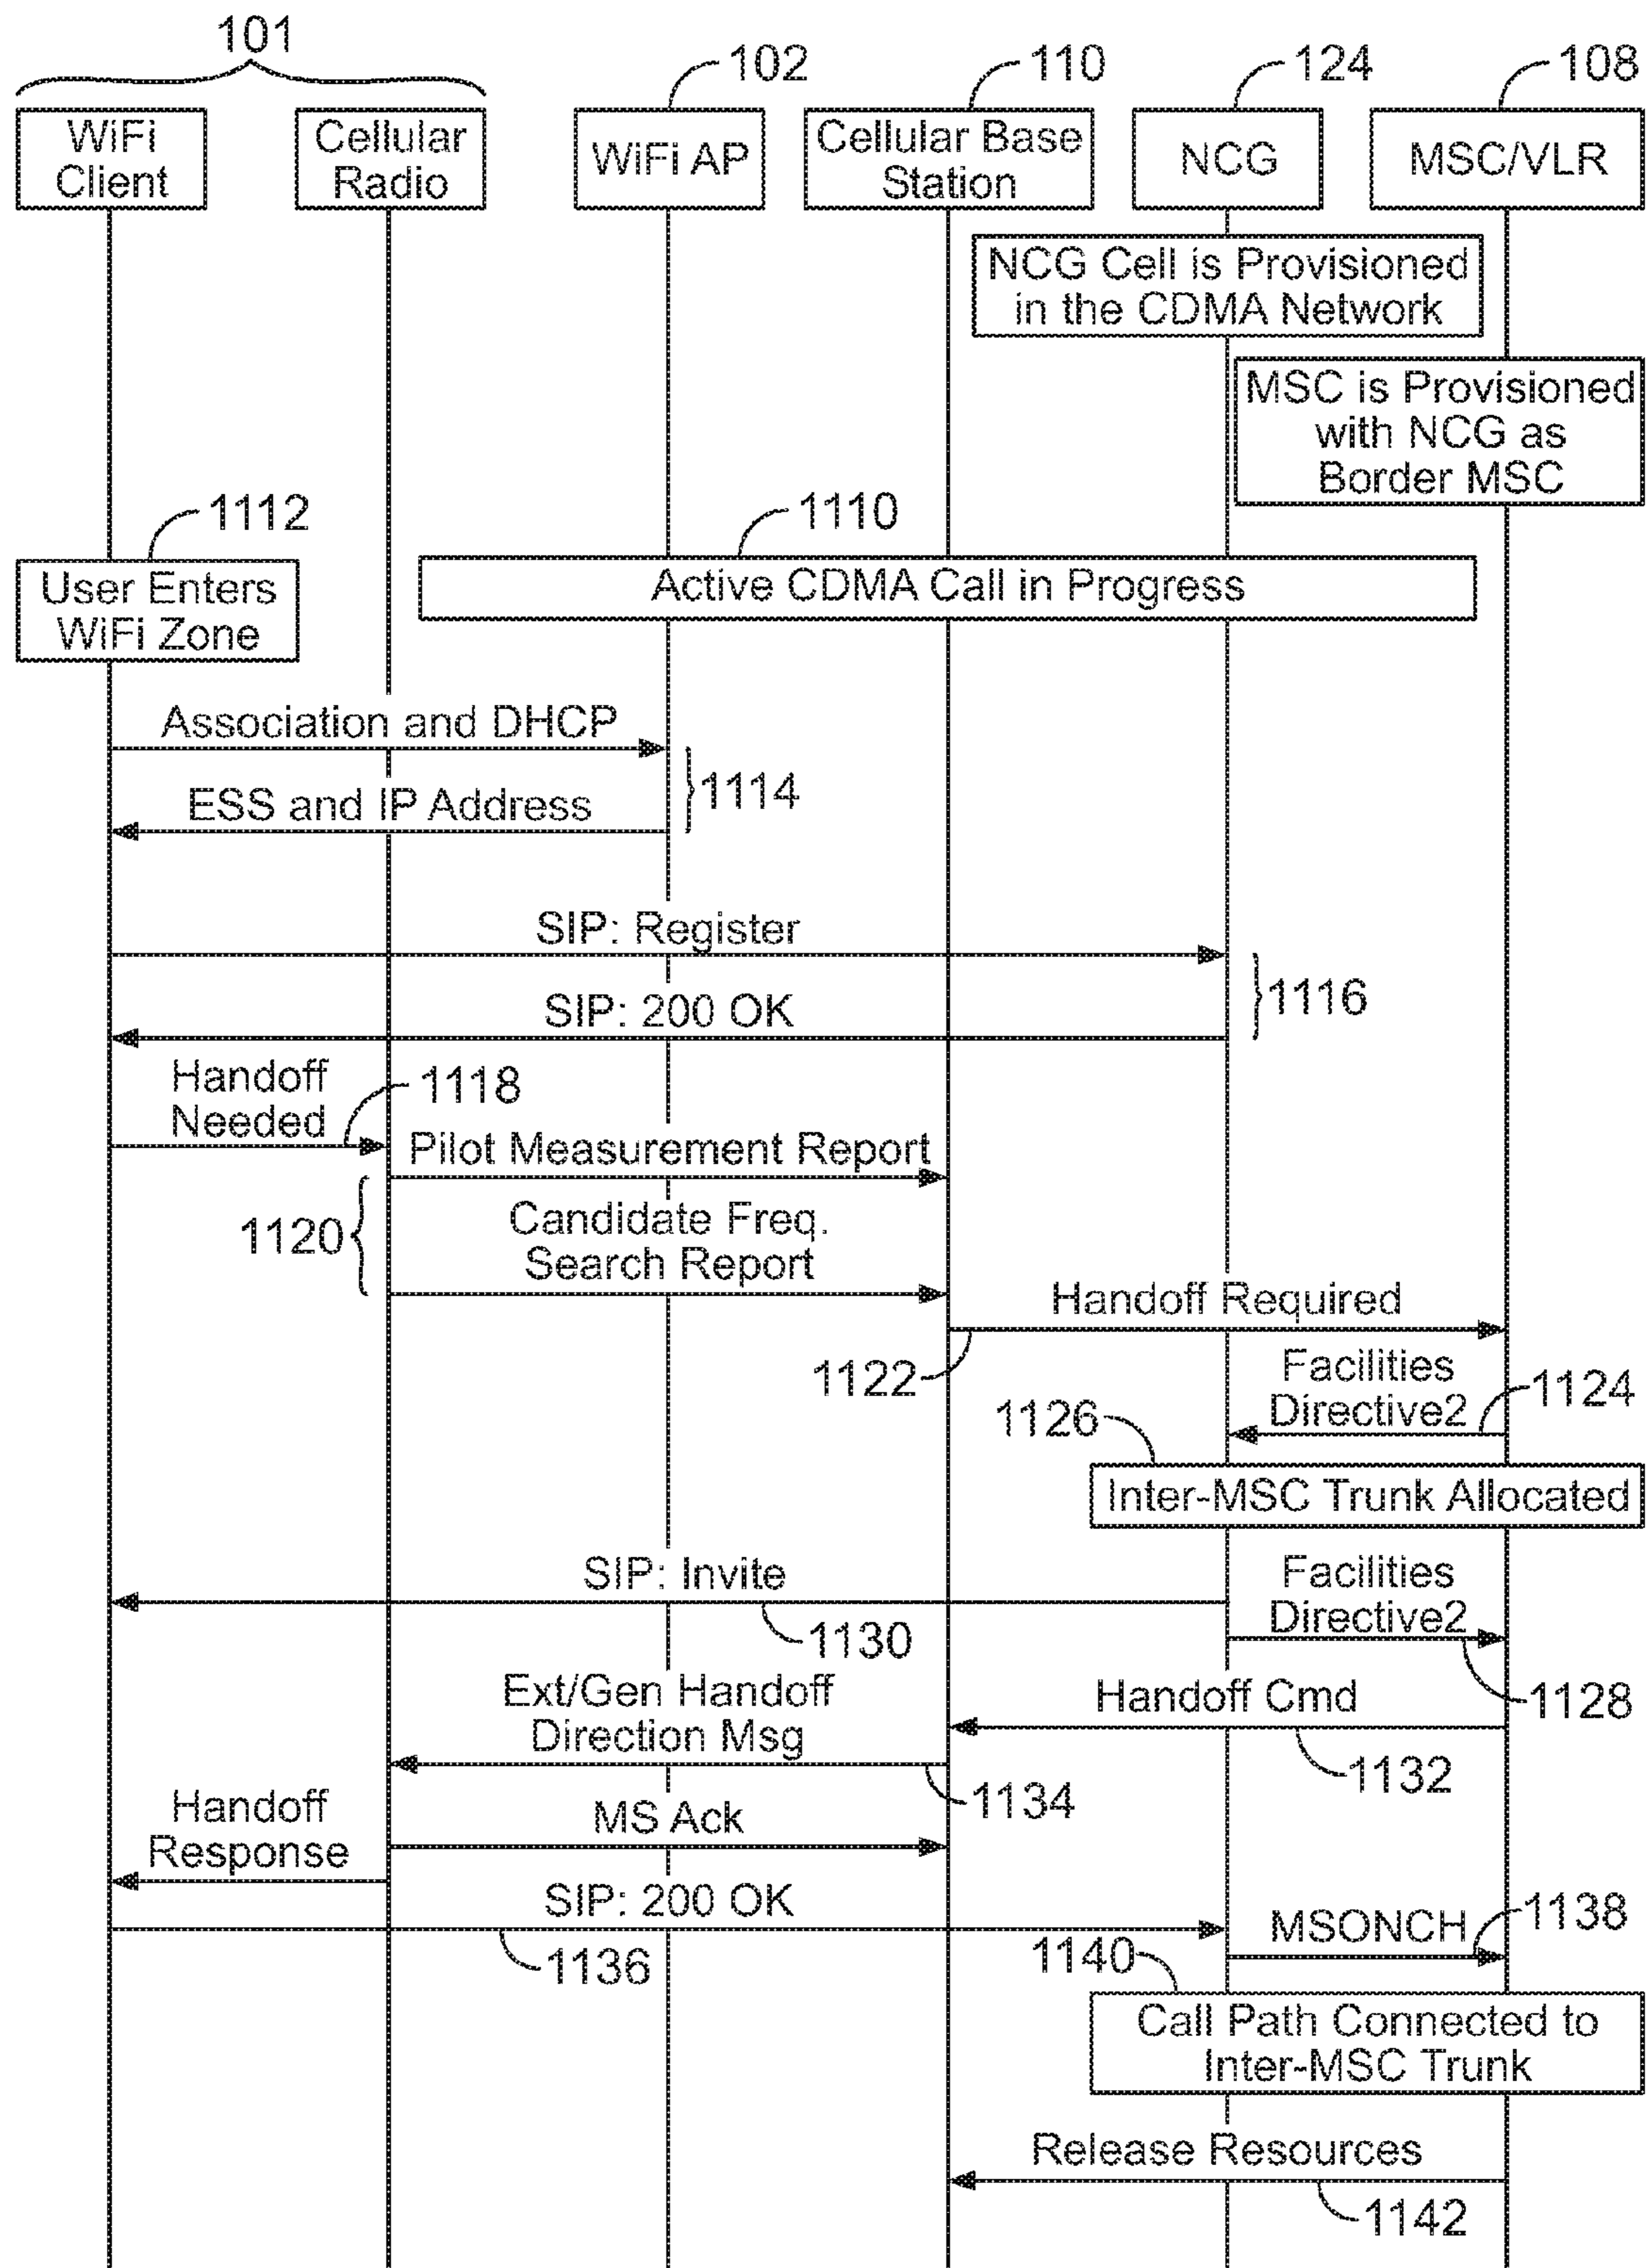 101
102
110
124
108
WiFi
Client
Cellular
Radio
WiFi AP
Cellular Base
Station
NCG
MSC/VLR
NCG Cell is Provisioned
in the CDMA Network
MSC is Provisioned
with NCG as
Border MSC
1112
1110
User Enters
WiFi Zone
Active CDMA Call in Progress
Association and DHCP
1114
ESS and IP Address
SIP: Register
1116
SIP: 200 OK
Handoff
Needed
1118
Pilot Measurement Report
1120
Candidate Freq.
Search Report
Handoff Required
1122
Facilities
Directive2
1124
1126
Inter-MSC Trunk Allocated
SIP: Invite
1130
Facilities
Directive2
1128
Ext/Gen Handoff
Direction Msg
Handoff Cmd
1132
1134
Handoff
Response
MS Ack
SIP: 200 OK
1136
MSONCH
1138
1140
Call Path Connected to
Inter-MSC Trunk
Release Resources
1142